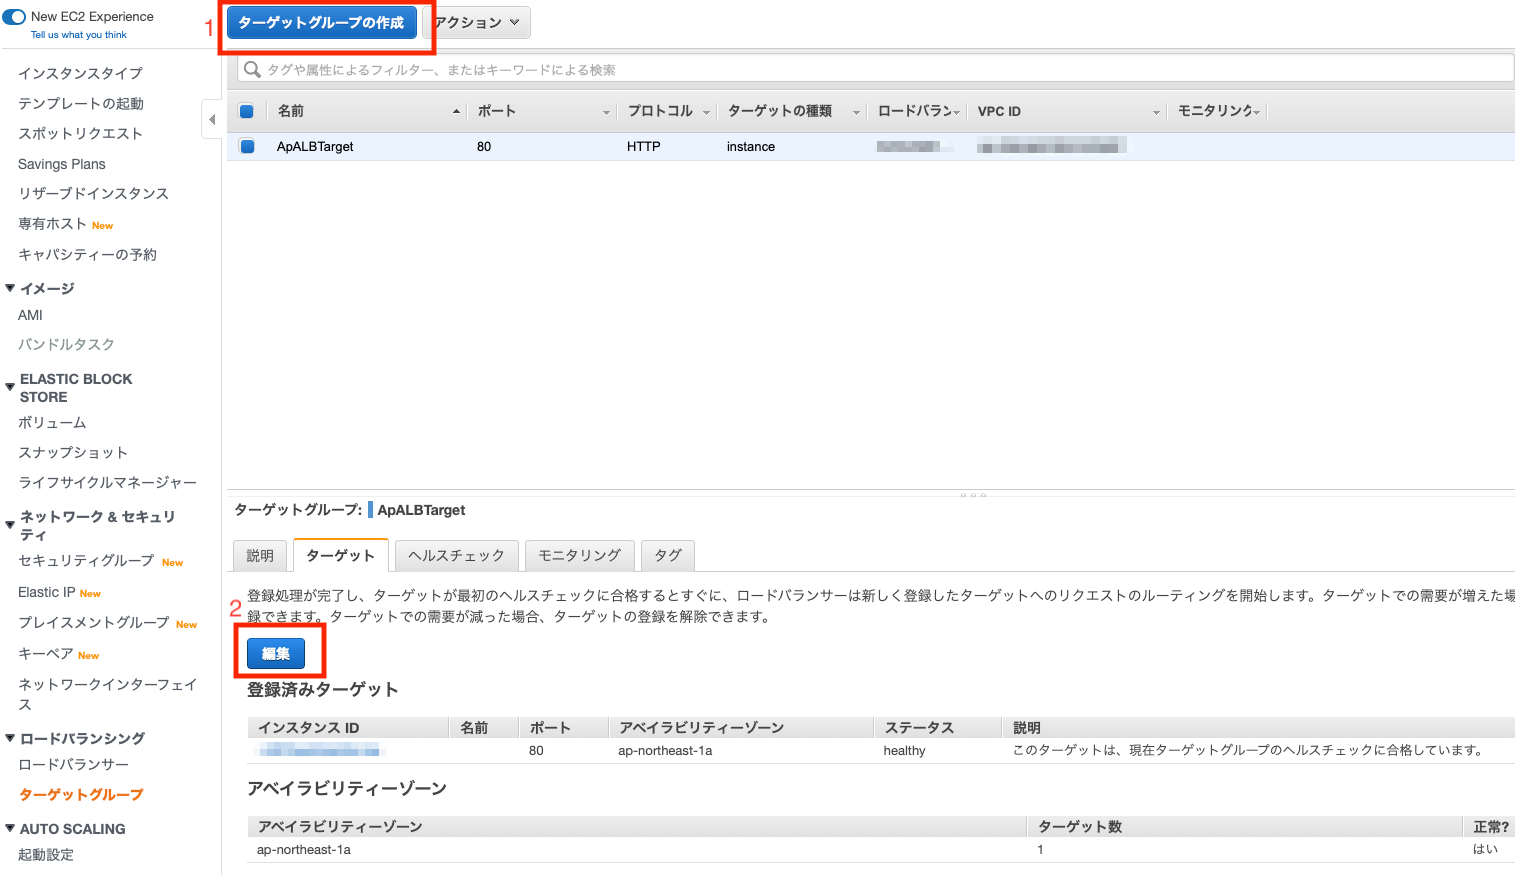 New EC2 Experience
Tell us what you think
インスタンスタイプ
テンプレートの起動
スポットリクエスト
Savings Plans
リザーブドインスタンス
専有ホスト New
キャパシティーの予約
イメージ
AMI
バンドルタスク
ELASTIC BLOCK
STORE
ボリューム
スナップショット
ライフサイクルマネージャー
ネットワーク & セキュリ
ティ
セキュリティグループ New
Elastic IP New
プレイスメントグループ New
キーペア New
ネットワークインターフェイ
ス
ロードバランシング
ロードバランサー
ターゲットグループ
AUTO SCALING
起動設定
1 ターゲットグループの作成 アクション
タグや属性によるフィルター、またはキーワードによる検索
名前 ポート プロトコル ターゲットの種類 ロードバラン VPC ID モニタリング
ApALBTarget 80 HTTP instance
ターゲットグループ: ApALBTarget
説明 ターゲット ヘルスチェック モニタリング タグ
登録処理が完了し、ターゲットが最初のヘルスチェックに合格するとすぐに、ロードバランサーは新しく登録したターゲットへのリクエストのルーティングを開始します。ターゲットでの需要が増えた場
録できます。ターゲットでの需要が減った場合、ターゲットの登録を解除できます。
2
編集
登録済みターゲット
インスタンス ID 名前 ポート アベイラビリティーゾーン ステータス 説明
80 ap-northeast-1a healthy このターゲットは、現在ターゲットグループのヘルスチェックに合格しています。
アベイラビリティーゾーン
アベイラビリティーゾーン ターゲット数 正常?
ap-northeast-1a 1 はい